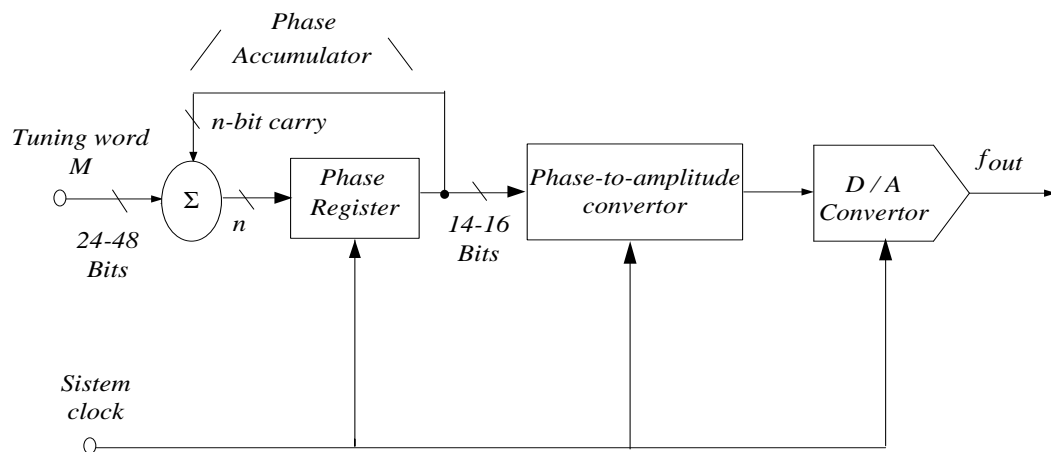 Phase
Accumulator
n-bit carry
Tuning word
M
Σ
n
24-48
Bits
Phase
Register
14-16
Bits
Phase-to-amplitude
convertor
D / A
Convertor
fout
Sistem
clock